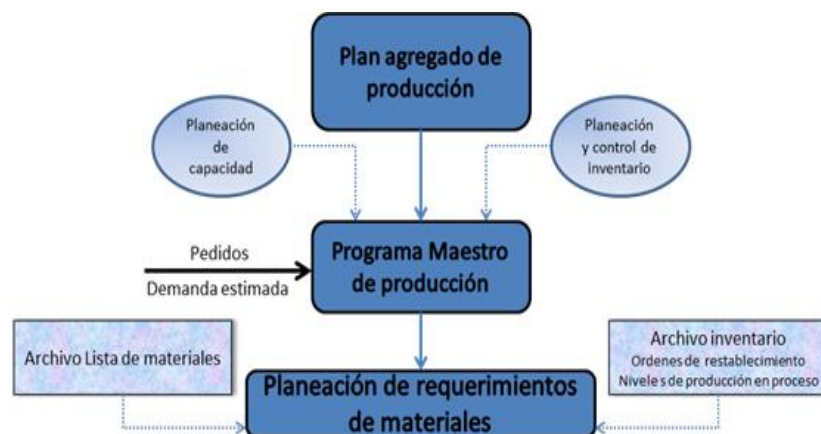 Plan agregado de
producción
Planeación
de
capacidad
Planeación
y control de
inventario
Pedidos
Demanda estimada
Programa Maestro
de producción
Archivo Lista de materiales
Archivo inventario
Ordenes de restablecimiento
Niveles de producción en proceso
Planeación de requerimientos
de materiales